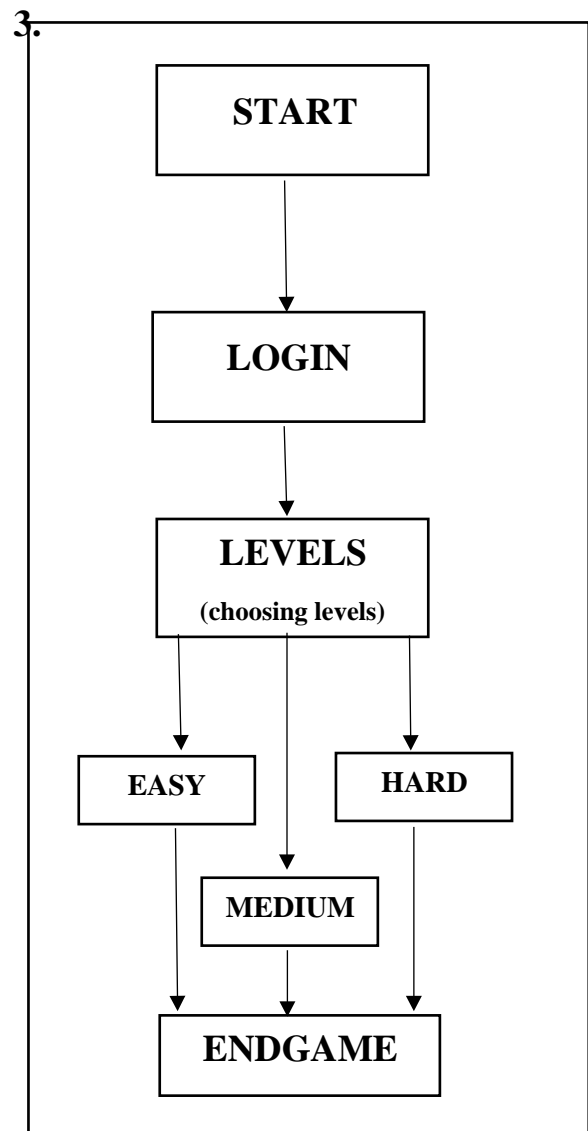 3.
START
LOGIN
LEVELS
(choosing levels)
EASY
HARD
MEDIUM
ENDGAME